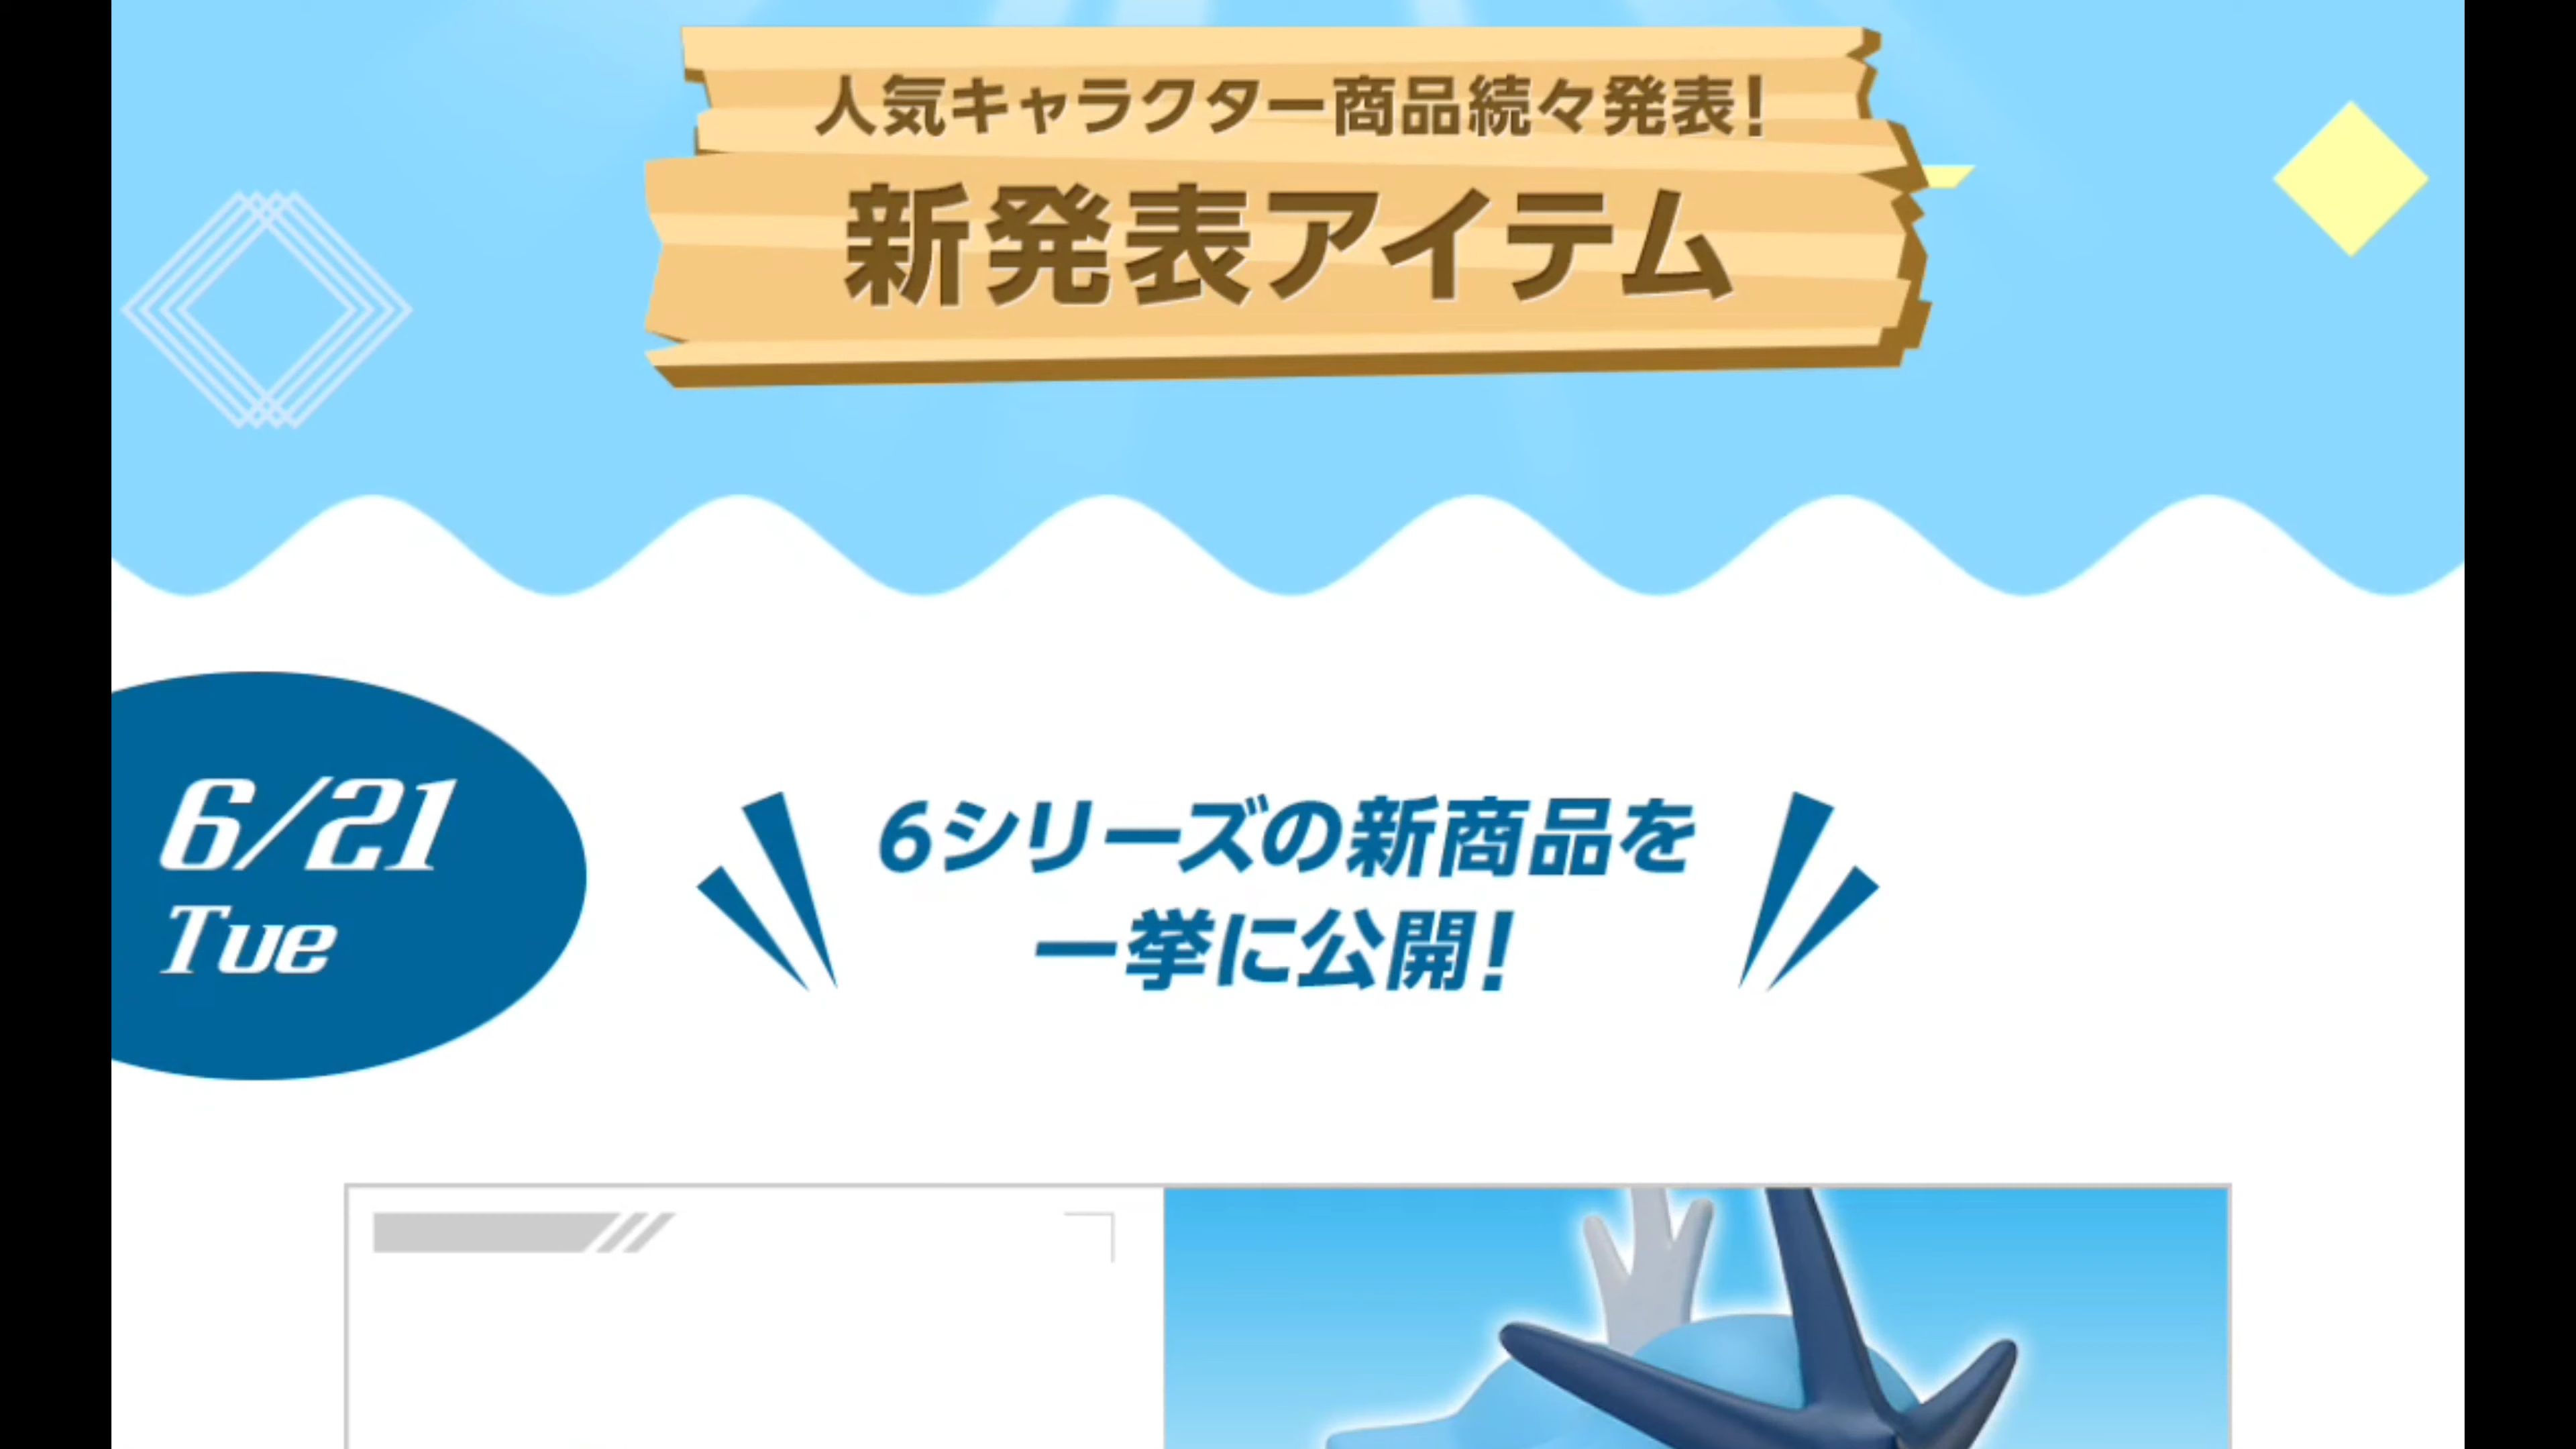 人気キャラクター商品続々発表！
新発表アイテム
6/21
Tue
6シリーズの新商品を
一挙に公開！